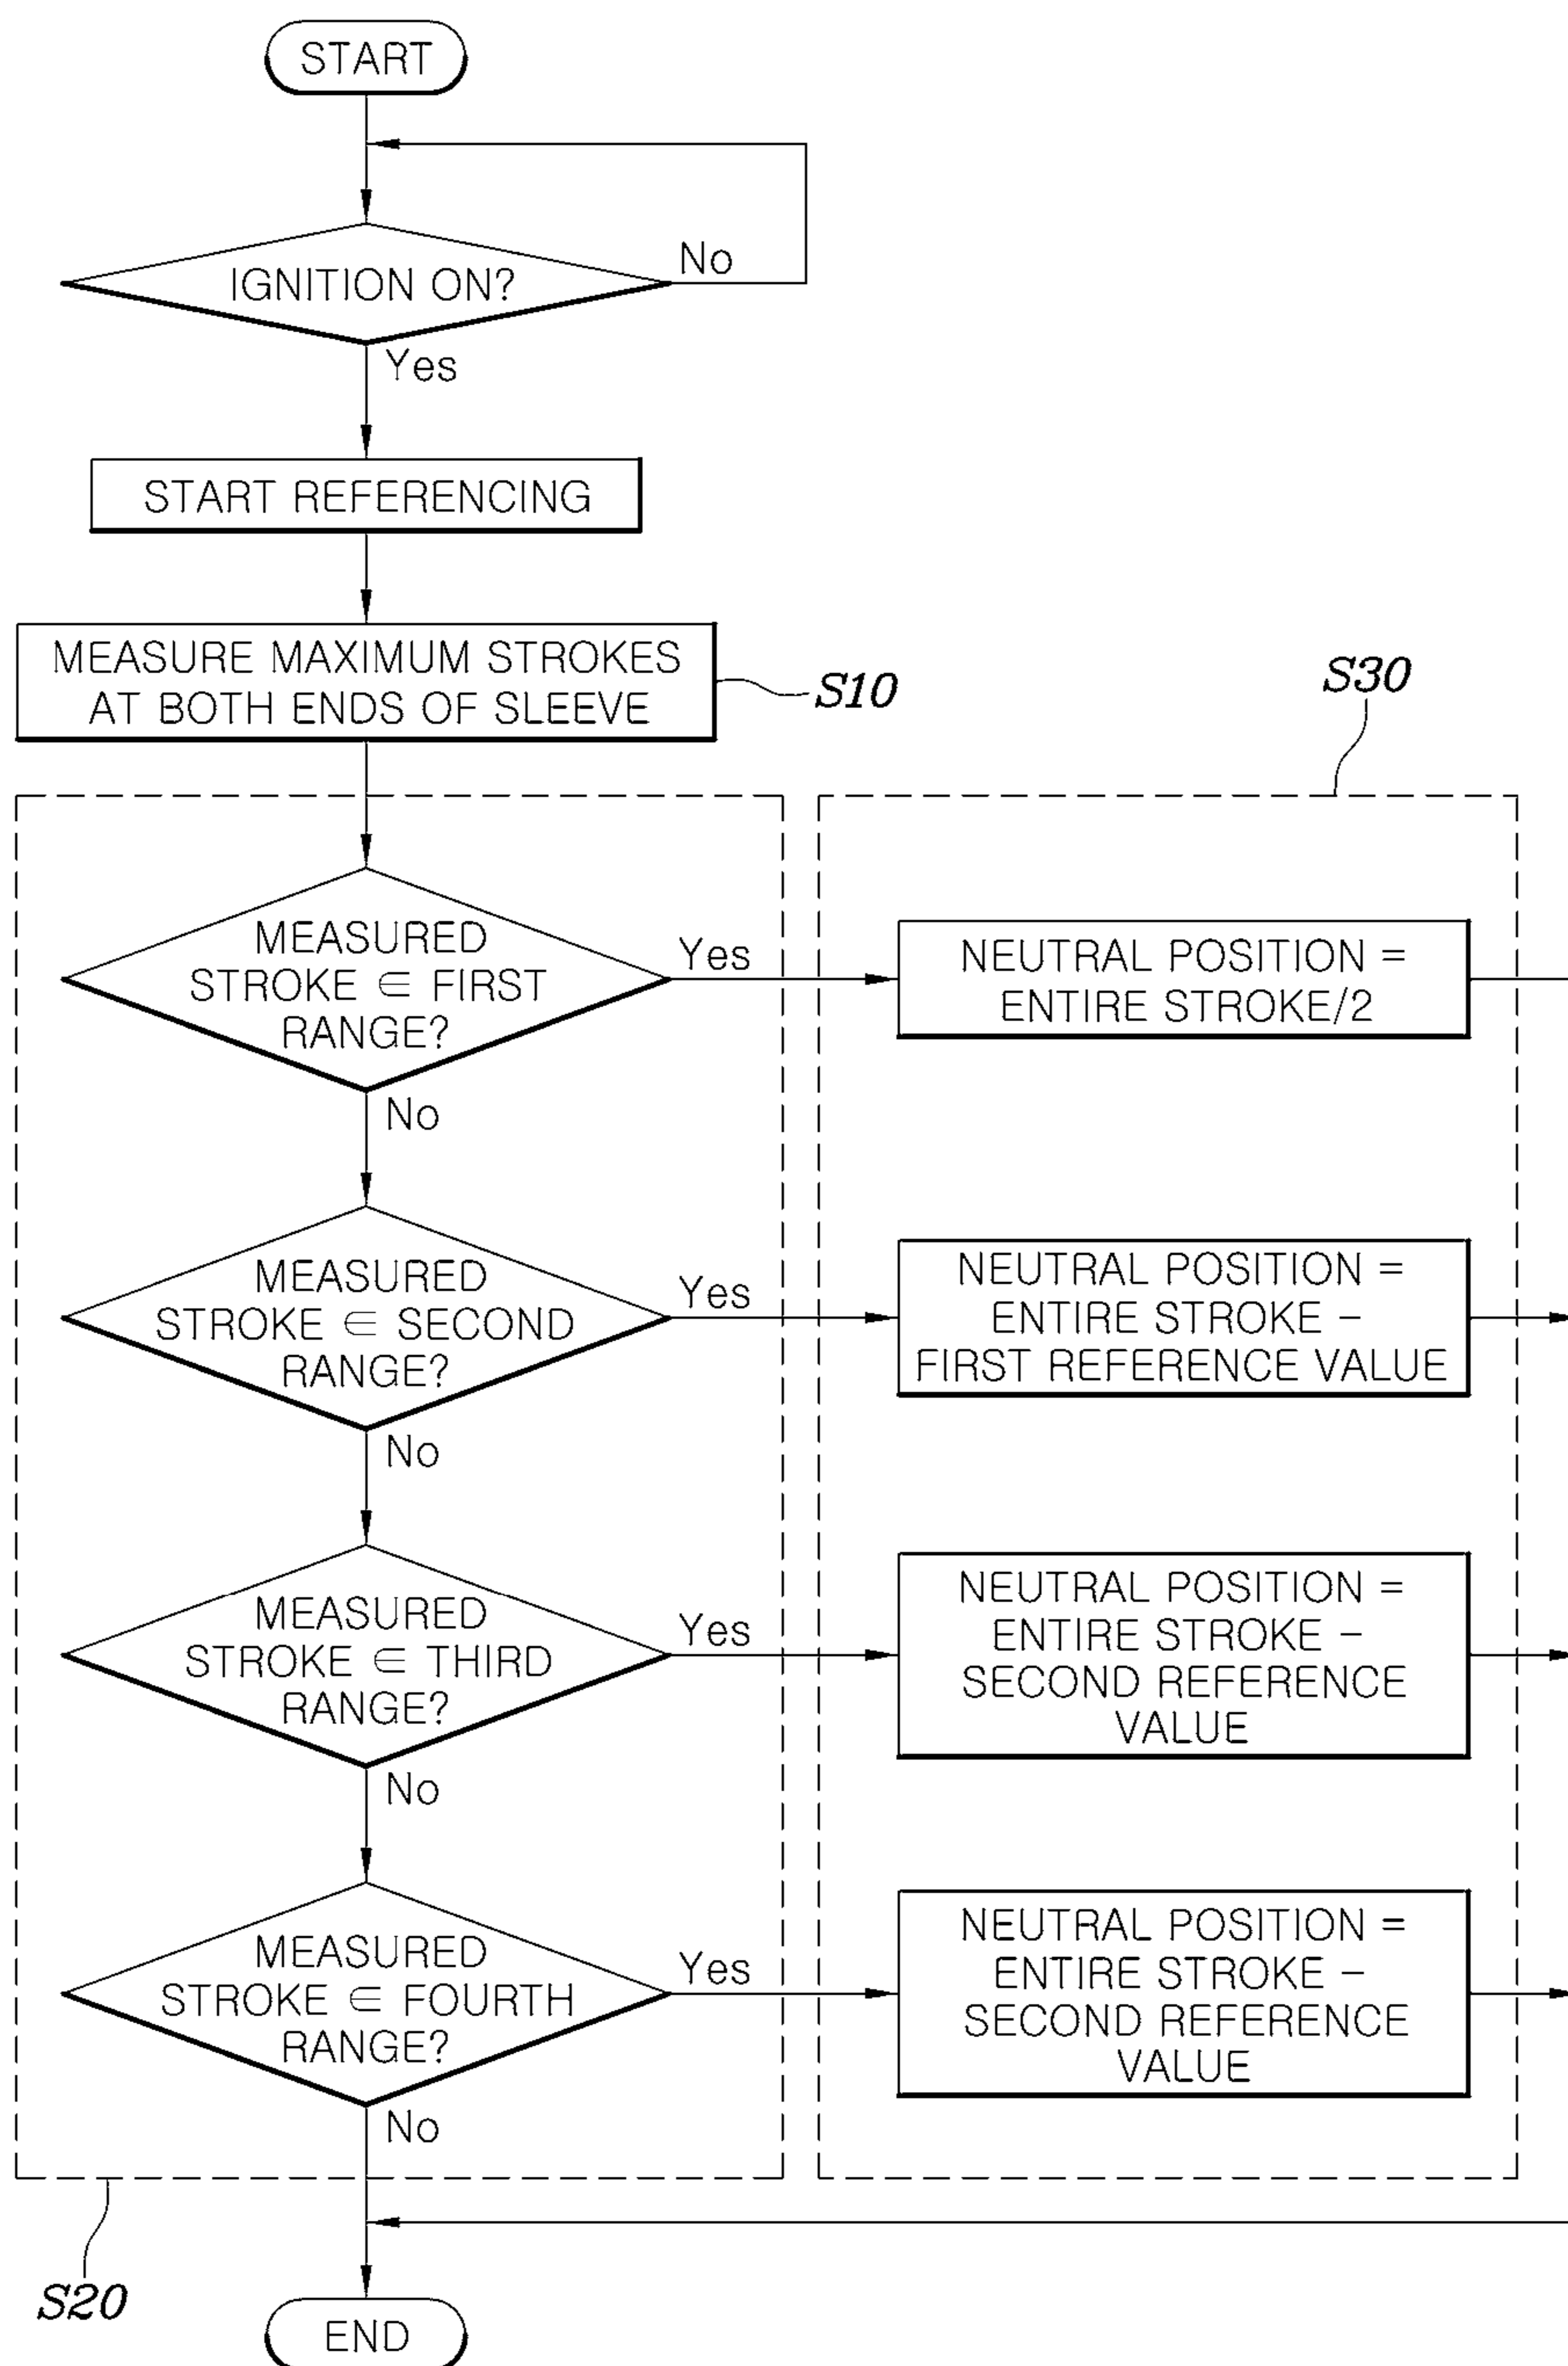 START
IGNITION ON?
No
Yes
START REFERENCING
MEASURE MAXIMUM STROKES
AT BOTH ENDS OF SLEEVE
S10
S30
MEASURED
STROKE ∈ FIRST
RANGE?
Yes
NEUTRAL POSITION =
ENTIRE STROKE/2
No
MEASURED
STROKE ∈ SECOND
RANGE?
Yes
NEUTRAL POSITION =
ENTIRE STROKE –
FIRST REFERENCE VALUE
No
MEASURED
STROKE ∈ THIRD
RANGE?
Yes
NEUTRAL POSITION =
ENTIRE STROKE –
SECOND REFERENCE
VALUE
No
MEASURED
STROKE ∈ FOURTH
RANGE?
Yes
NEUTRAL POSITION =
ENTIRE STROKE –
SECOND REFERENCE
VALUE
No
S20
END